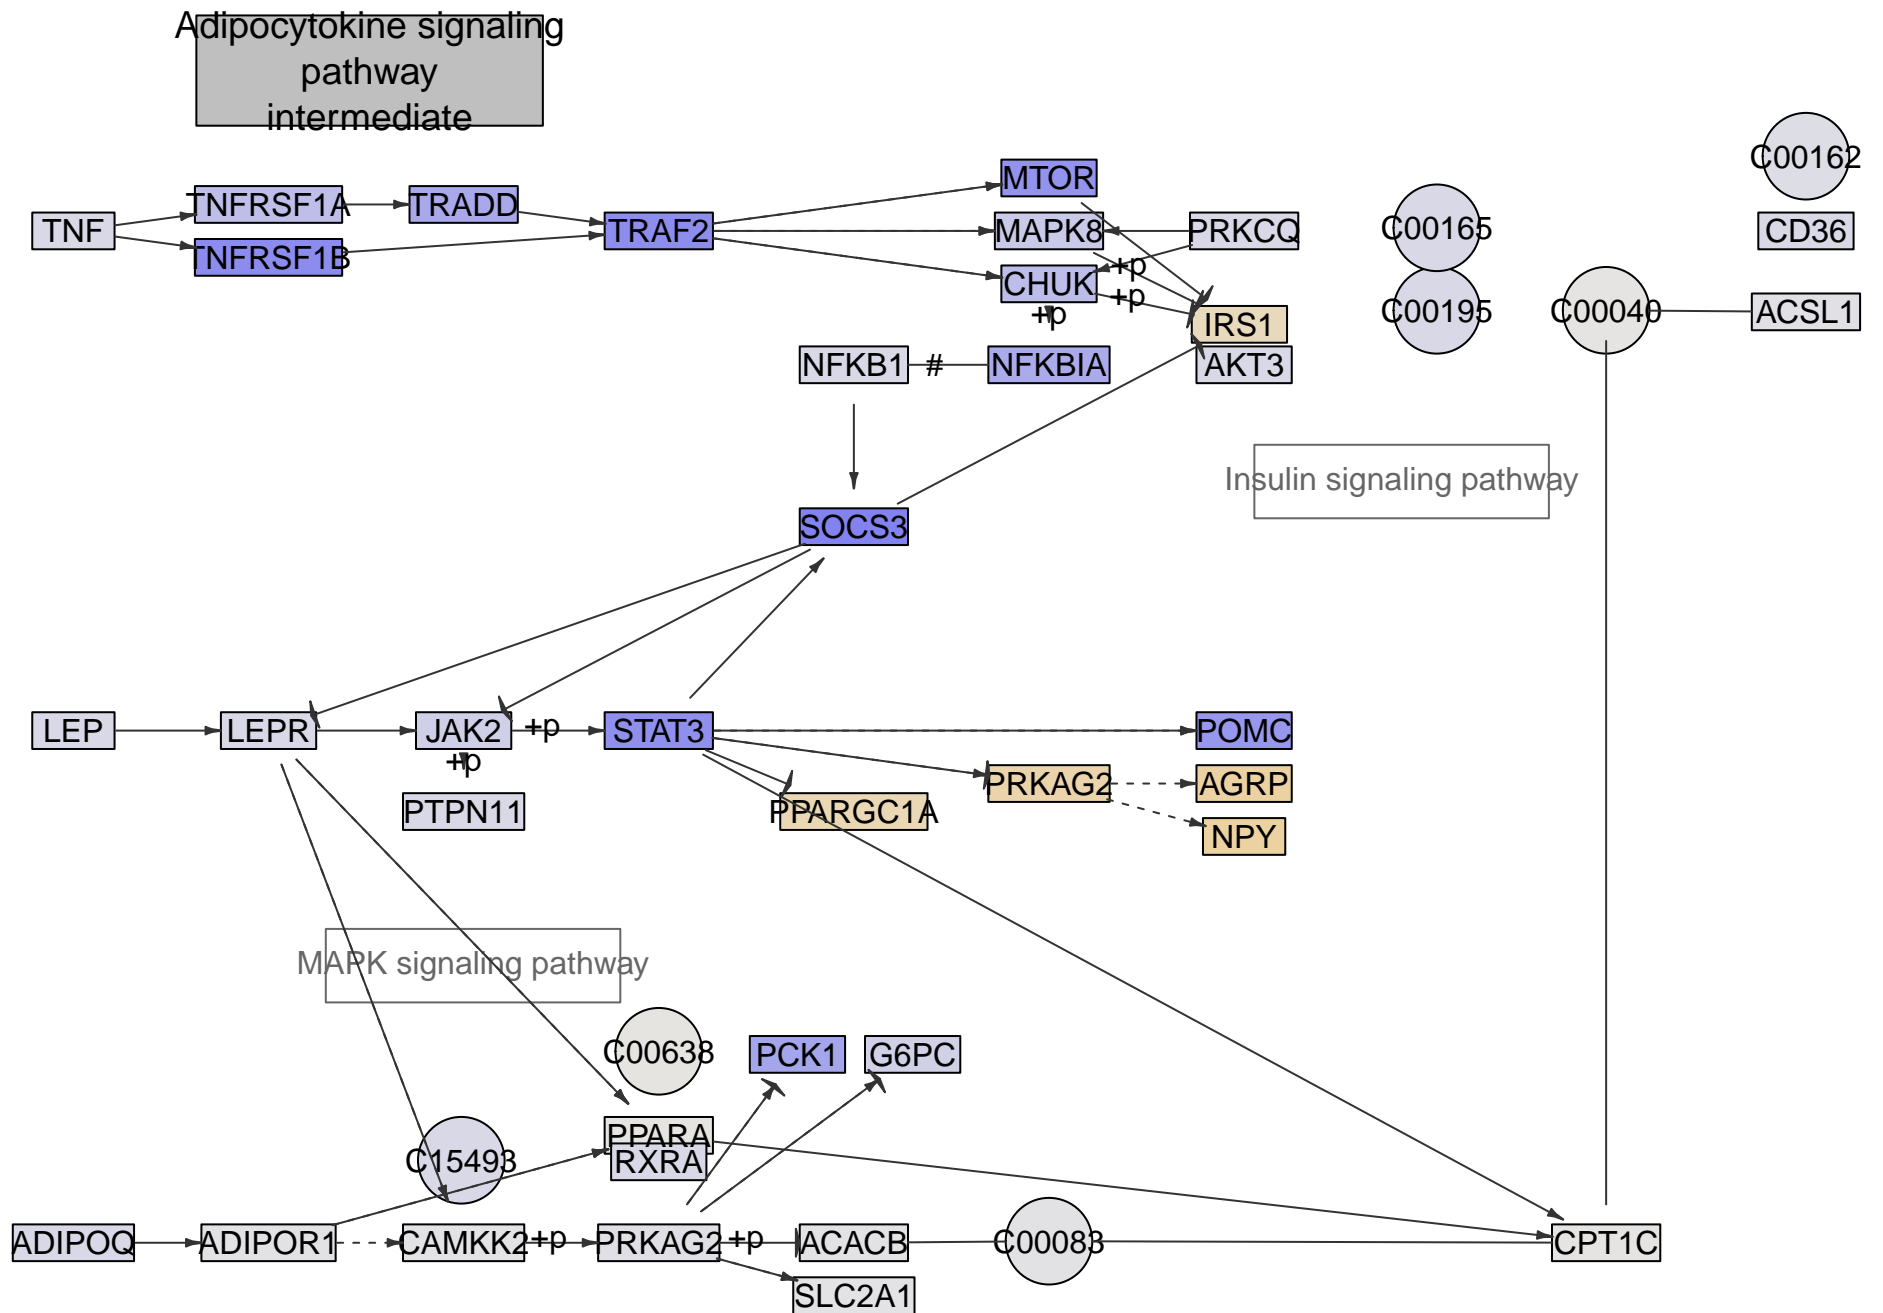 Adipocytokine signaling
pathway
intermediate
C00162
MTOR
TNFRSF1A
TRADD
TNF
TRAF2
MAPK8
PRKCQ
C00165
CD36
TNFRSF1B
+p
CHUK
+p
+p
C00195
C00040
ACSL1
IRS1
NFKB1
#
NFKBIA
AKT3
Insulin signaling pathway
SOCS3
LEP
LEPR
JAK2
+p
STAT3
POMC
+p
PRKAG2
AGRP
PTPN11
PPARGC1A
NPY
MAPK signaling pathway
C00638
PCK1
G6PC
PPARA
C15493
RXRA
ADIPOQ
ADIPOR1
CAMKK2
+p
PRKAG2
+p
ACACB
C00083
CPT1C
SLC2A1